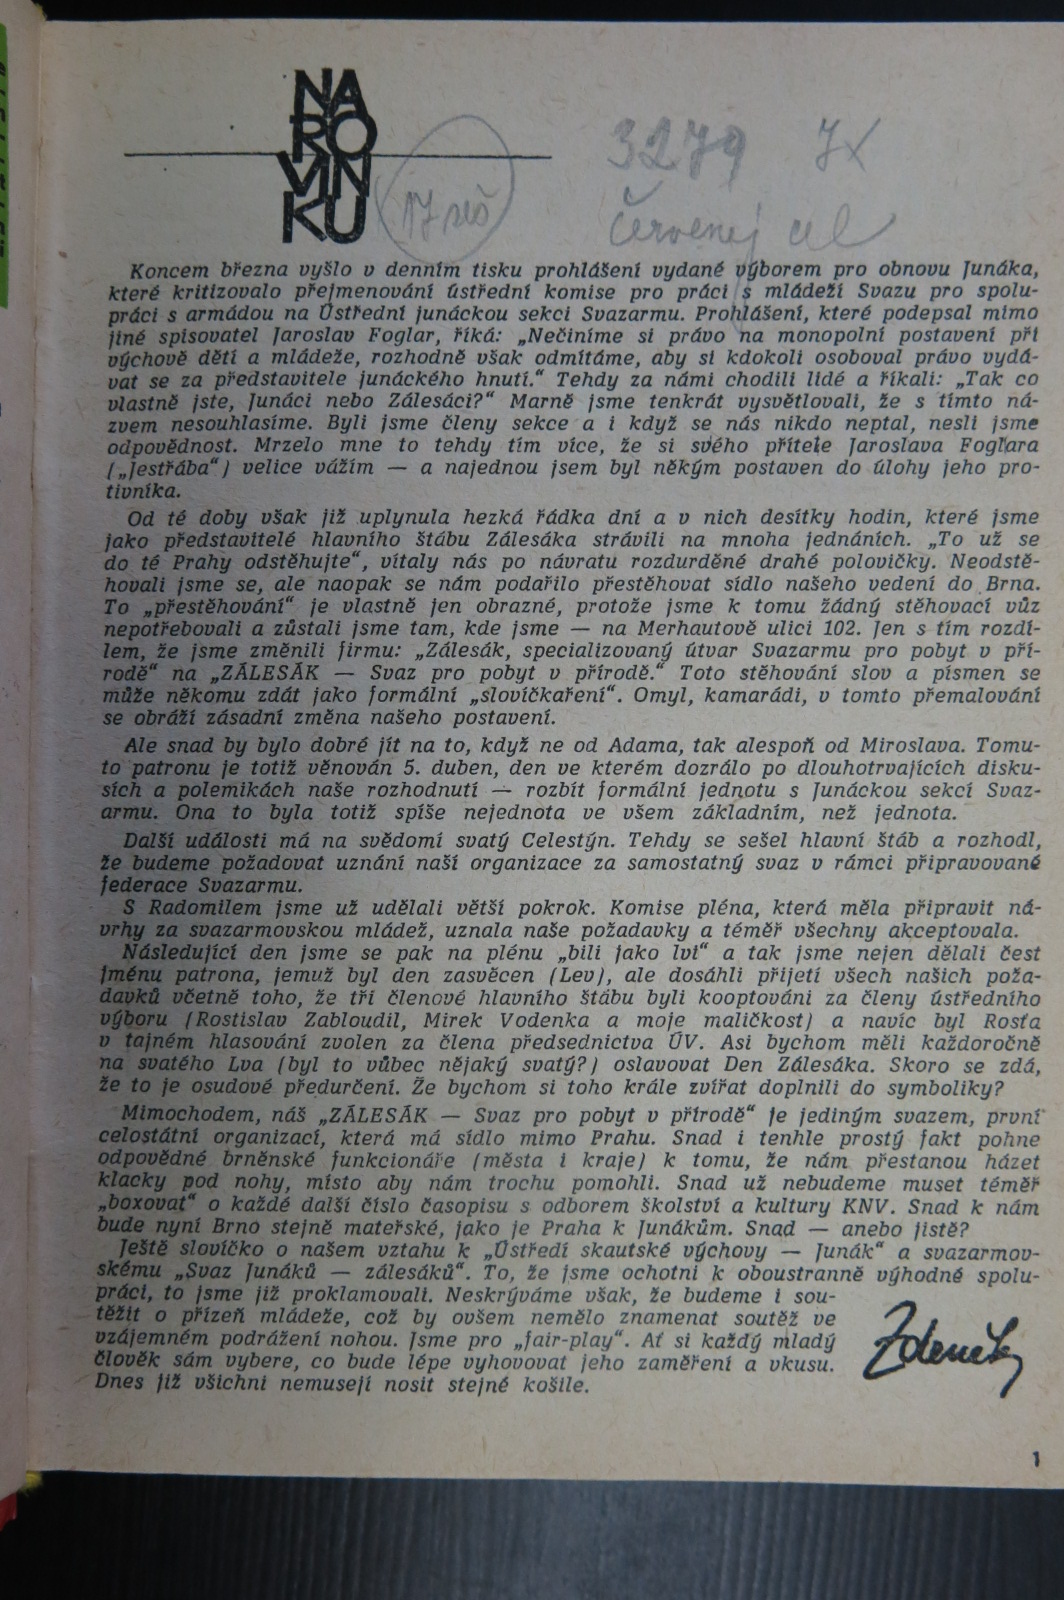 NA
RO
VIN
KU
17 seš
3279 7x
červenej cel
Koncem března vyšlo v denním tisku prohlášení vydané výborem pro obnovu Junáka,
které kritizovalo přejmenování ústřední komise pro práci s mládeží Svazu pro spolu-
práci s armádou na Ústřední junáckou sekci Svazarmu. Prohlášení, které podepsal mimo
jiné spisovatel Jaroslav Foglar, říká: „Nečiníme si právo na monopolní postavení při
výchově dětí a mládeže, rozhodně však odmítáme, aby si kdokoli osoboval právo vydá-
vat se za představitele junáckého hnutí.“ Tehdy za námi chodili lidé a říkali: „Tak co
vlastně jste, Junáci nebo Zálesáci?“ Marně jsme tenkrát vysvětlovali, že s tímto ná-
zvem nesouhlasíme. Byli jsme členy sekce a i když se nás nikdo neptal, nesli jsme
odpovědnost. Mrzelo mne to tehdy tím více, že si svého přítele Jaroslava Foglara
(„Jestřába“) velice vážím — a najednou jsem byl někým postaven do úlohy jeho pro-
tivníka.
Od té doby však již uplynula hezká řádka dní a v nich desítky hodin, které jsme
jako představitelé hlavního štábu Zálesáka strávili na mnoha jednáních. „To už se
do té Prahy odstěhujte“, vítaly nás po návratu rozdurděné drahé polovičky. Neodstě-
hovali jsme se, ale naopak se nám podařilo přestěhovat sídlo našeho vedení do Brna.
To „přestěhování“ je vlastně jen obrazné, protože jsme k tomu žádný stěhovací vůz
nepotřebovali a zůstali jsme tam, kde jsme — na Merhautově ulici 102. Jen s tím rozdí-
lem, že jsme změnili firmu: „Zálesák, specializovaný útvar Svazarmu pro pobyt v pří-
rodě“ na „ZÁLESÁK — Svaz pro pobyt v přírodě.“ Toto stěhování slov a písmen se
může někomu zdát jako formální „slovíčkaření“. Omyl, kamarádi, v tomto přemalování
se obráží zásadní změna našeho postavení.
Ale snad by bylo dobré jít na to, když ne od Adama, tak alespoň od Miroslava. Tomu-
to patronu je totiž věnován 5. duben, den ve kterém dozrálo po dlouhotrvajících disku-
sích a polemikách naše rozhodnutí — rozbít formální jednotu s Junáckou sekcí Svaz-
armu. Ona to byla totiž spíše nejednota ve všem základním, než jednota.
Další události má na svědomí svatý Celestýn. Tehdy se sešel hlavní štáb a rozhodl,
že budeme požadovat uznání naší organizace za samostatný svaz v rámci připravované
federace Svazarmu.
S Radomilem jsme už udělali větší pokrok. Komise pléna, která měla připravit ná-
vrhy za svazarmovskou mládež, uznala naše požadavky a téměř všechny akceptovala.
Následující den jsme se pak na plénu „bili jako lvi“ a tak jsme nejen dělali čest
jménu patrona, jemuž byl den zasvěcen (Lev), ale dosáhli přijetí všech našich poža-
davků včetně toho, že tři členové hlavního štábu byli kooptováni za členy ústředního
výboru (Rostislav Zabloudil, Mirek Vodenka a moje maličkost) a navíc byl Rosťa
v tajném hlasování zvolen za člena předsednictva ÚV. Asi bychom měli každoročně
na svatého Lva (byl to vůbec nějaký svatý?) oslavovat Den Zálesáka. Skoro se zdá,
že to je osudové předurčení. Že bychom si toho krále zvířat doplnili do symboliky?
Mimochodem, náš „ZÁLESÁK — Svaz pro pobyt v přírodě“ je jediným svazem, první
celostátní organizací, která má sídlo mimo Prahu. Snad i tenhle prostý fakt pohne
odpovědné brněnské funkcionáře (města i kraje) k tomu, že nám přestanou házet
klacky pod nohy, místo aby nám trochu pomohli. Snad už nebudeme muset téměř
„boxovat“ o každé další číslo časopisu s odborem školství a kultury KNV. Snad k nám
bude nyní Brno stejně mateřské, jako je Praha k Junákům. Snad — anebo jistě?
Ještě slovíčko o našem vztahu k „Ústředí skautské výchovy — Junák“ a svazarmov-
skému „Svaz Junáků — zálesáků“. To, že jsme ochotni k oboustranně výhodné spolu-
práci, to jsme již proklamovali. Neskrýváme však, že budeme i sou-
těžit o přízeň mládeže, což by ovšem nemělo znamenat soutěž ve
vzájemném podrážení nohou. Jsme pro „fair-play“. Ať si každý mladý
člověk sám vybere, co bude lépe vyhovovat jeho zaměření a vkusu.
Dnes již všichni nemusejí nosit stejné košile.
Zdeněk
1